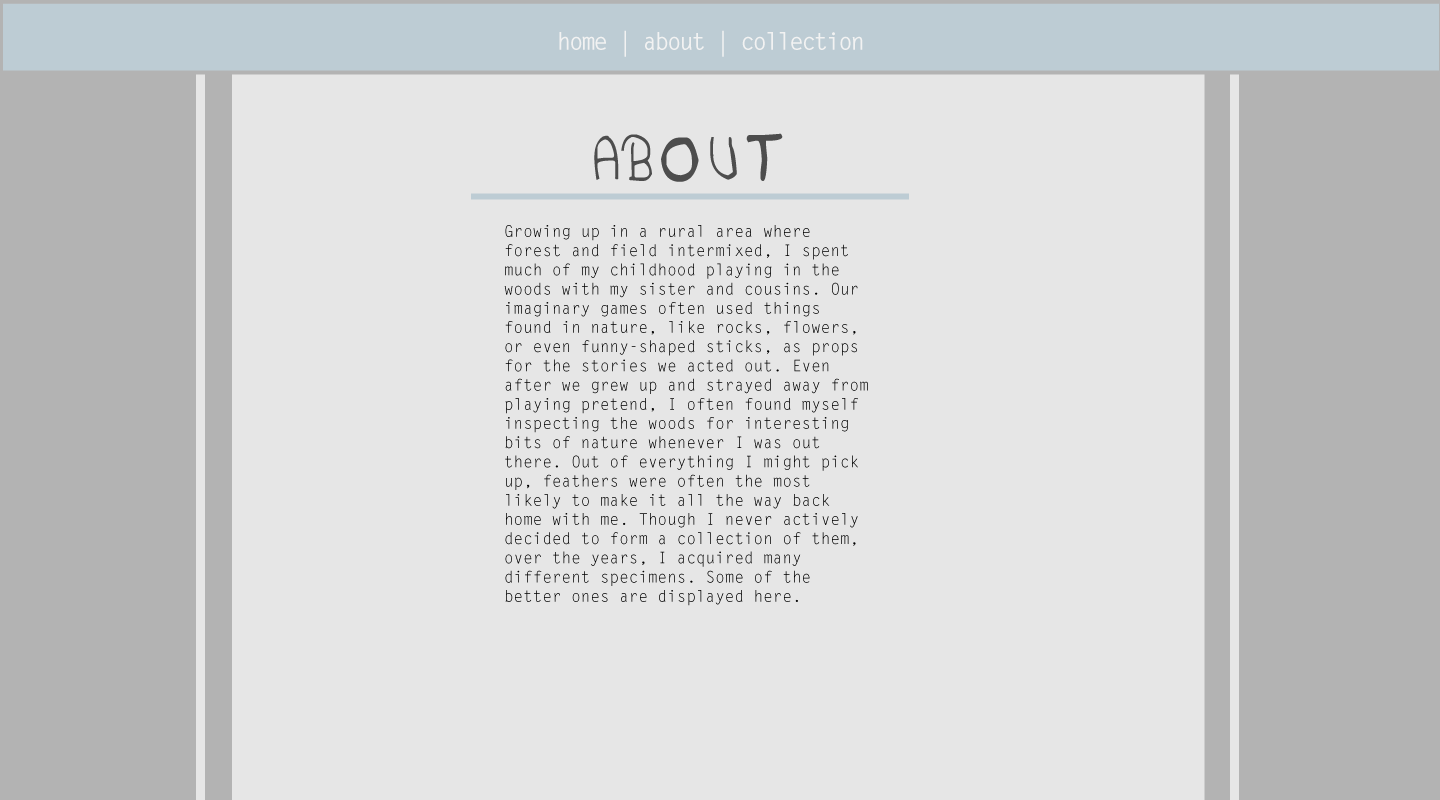 home | about | collection
ABOUT
Growing up in a rural area where
forest and field intermixed, I spent
much of my childhood playing in the
woods with my sister and cousins. Our
imaginary games often used things
found in nature, like rocks, flowers,
or even funny-shaped sticks, as props
for the stories we acted out. Even
after we grew up and strayed away from
playing pretend, I often found myself
inspecting the woods for interesting
bits of nature whenever I was out
there. Out of everything I might pick
up, feathers were often the most
likely to make it all the way back
home with me. Though I never actively
decided to form a collection of them,
over the years, I acquired many
different specimens. Some of the
better ones are displayed here.